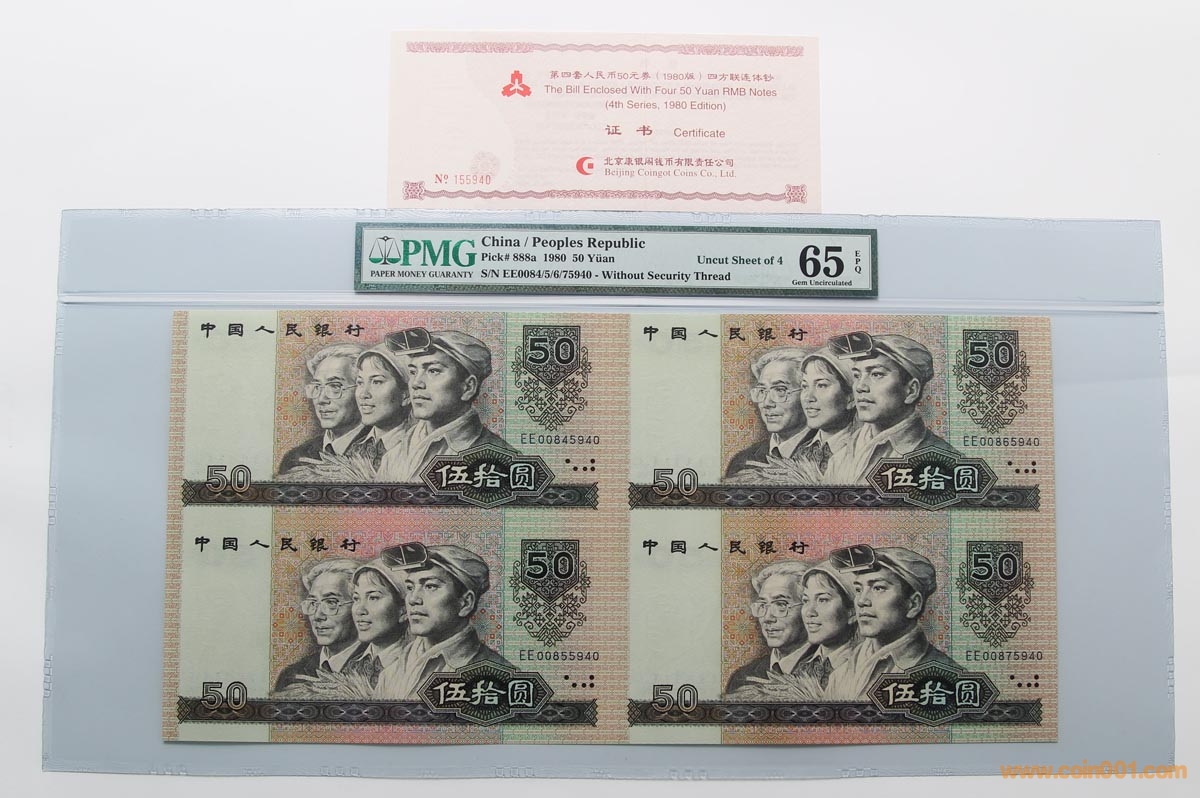 第四套人民币50元券（1980版）四方联连体钞
The Bill Enclosed With Four 50 Yuan RMB Notes
(4th Series, 1980 Edition)
证书 Certificate
北京康银阁钱币有限责任公司
Beijing Coingot Coins Co., Ltd.
Nº 155940
PMG
PAPER MONEY GUARANTY
China / Peoples Republic
Pick# 888a 1980 50 Yüan
Uncut Sheet of 4
S/N EE0084/5/6/75940 - Without Security Thread
65 EPQ
Gem Uncirculated
中国人民银行
50
EE00845940
50
伍拾圆
中国人民银行
50
EE00865940
50
伍拾圆
中国人民银行
50
EE00855940
50
伍拾圆
中国人民银行
50
EE00875940
50
伍拾圆
www.coin001.com